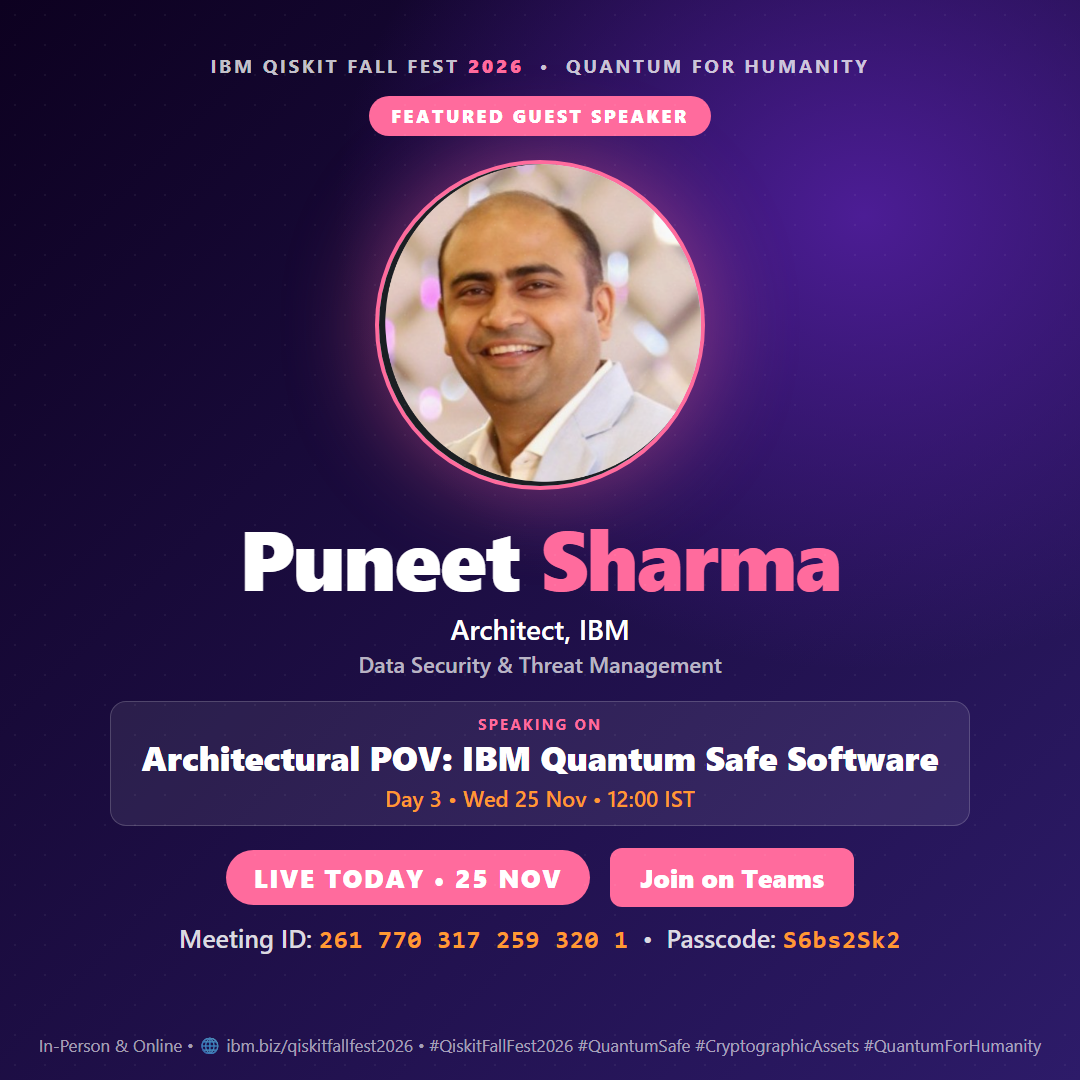 IBM QISKIT FALL FEST 2026 • QUANTUM FOR HUMANITY
FEATURED GUEST SPEAKER
Puneet Sharma
Architect, IBM
Data Security & Threat Management
SPEAKING ON
Architectural POV: IBM Quantum Safe Software
Day 3 • Wed 25 Nov • 12:00 IST
LIVE TODAY • 25 NOV
Join on Teams
Meeting ID: 261 770 317 259 320 1 • Passcode: S6bs2Sk2
In-Person & Online • 🌐 ibm.biz/qiskitfallfest2026 • #QiskitFallFest2026 #QuantumSafe #CryptographicAssets #QuantumForHumanity